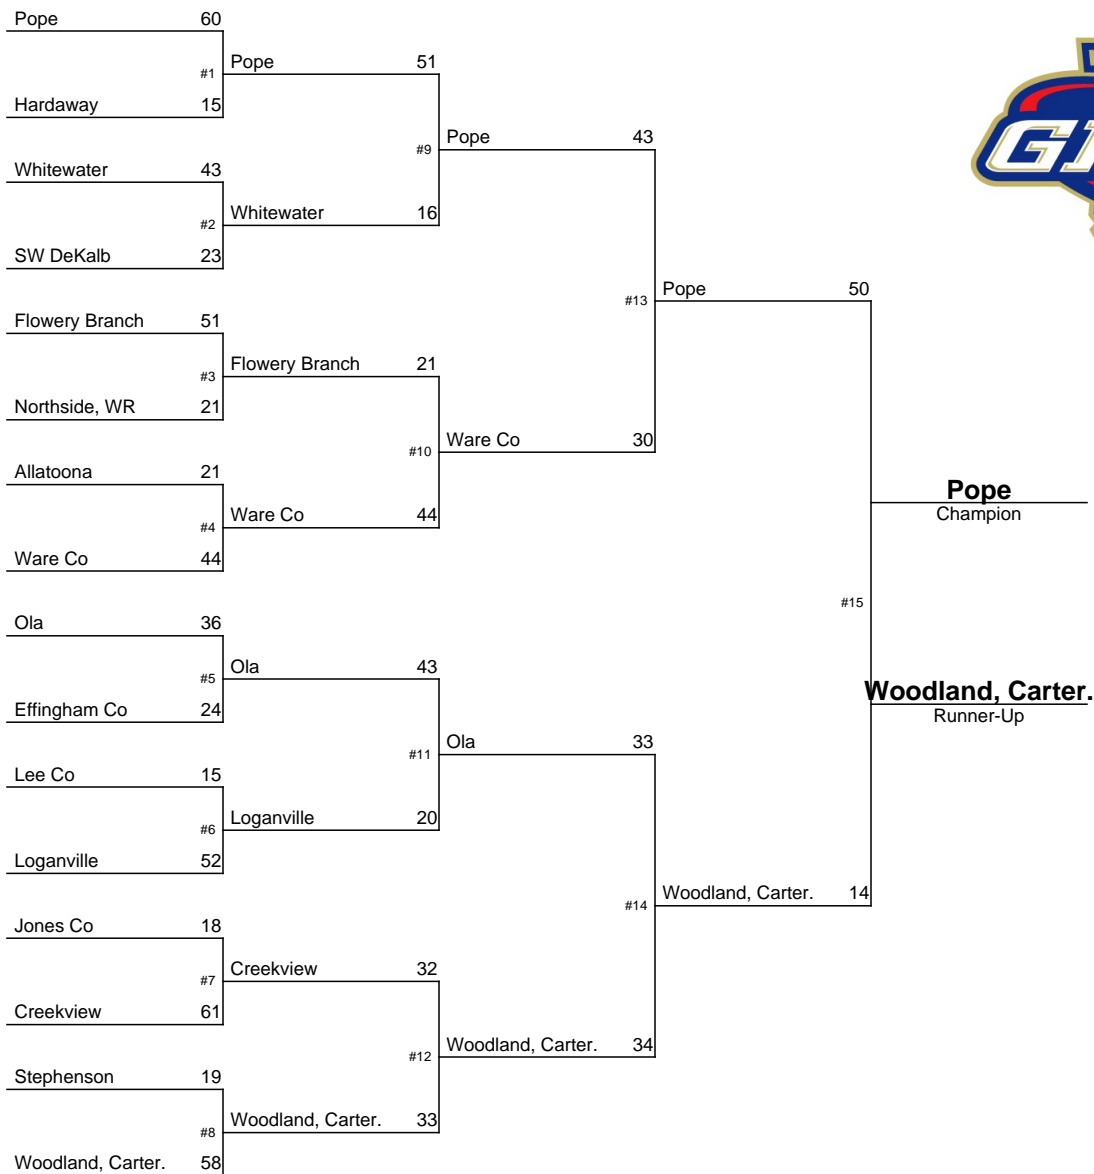 Pope 60
#1
Hardaway 15
Pope 51
Whitewater 43
#2
SW DeKalb 23
Whitewater 16
#9
Pope 43
Flowery Branch 51
#3
Northside, WR 21
Flowery Branch 21
Allatoona 21
#4
Ware Co 44
Ware Co 44
#10
Ware Co 30
#13
Pope 50
Ola 36
#5
Effingham Co 24
Ola 43
Lee Co 15
#6
Loganville 52
Loganville 20
#11
Ola 33
Jones Co 18
#7
Creekview 61
Creekview 32
Stephenson 19
#8
Woodland, Carter. 58
Woodland, Carter. 33
#12
Woodland, Carter. 34
#14
Woodland, Carter. 14
#15
Pope
Champion
Woodland, Carter.
Runner-Up